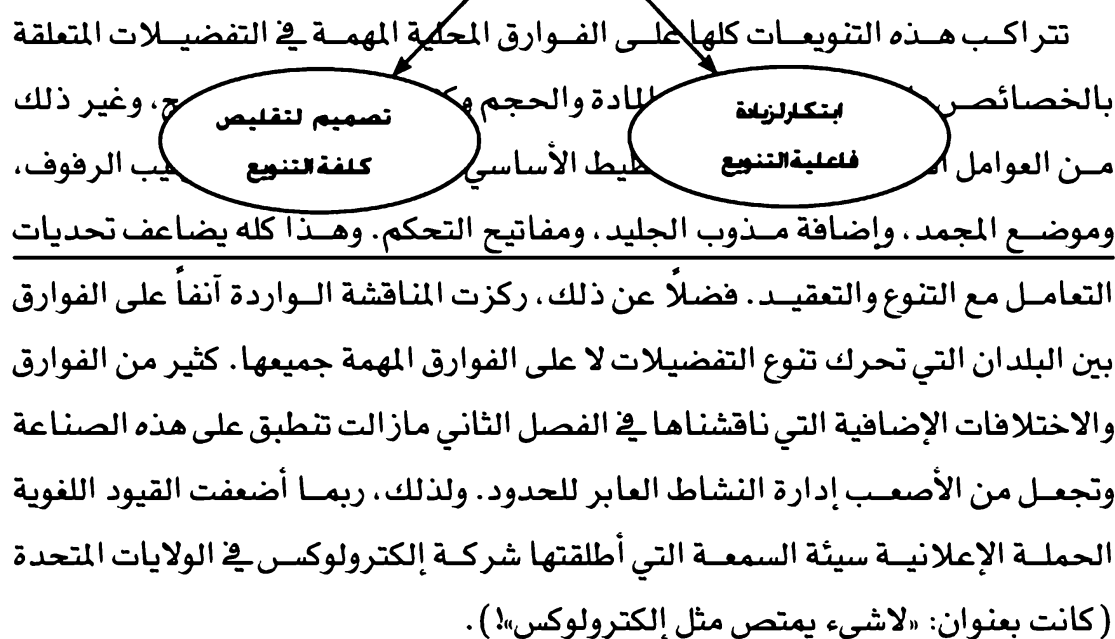 تتراكب هذه التنويعات كلها على الفوارق المحلية المهمة في التفضيلات المتعلقة
بالخصائص المادة والحجم وغير ذلك
ابتكار لزيادة
فاعلية التنويع
تصميم لتقليص
كلفة التنويع
من العوامل الأساسي الرفوف،
وموضع المجمد، وإضافة مذوب الجليد، ومفاتيح التحكم. وهذا كله يضاعف تحديات
التعامل مع التنوع والتعقيد. فضلاً عن ذلك، ركزت المناقشة الواردة آنفاً على الفوارق
بين البلدان التي تحرك تنوع التفضيلات لا على الفوارق المهمة جميعها. كثير من الفوارق
والاختلافات الإضافية التي ناقشناها في الفصل الثاني مازالت تنطبق على هذه الصناعة
وتجعل من الأصعب إدارة النشاط العابر للحدود. ولذلك، ربما أضعفت القيود اللغوية
الحملة الإعلانية سيئة السمعة التي أطلقتها شركة إلكترولوكس في الولايات المتحدة
(كانت بعنوان: «لاشيء يمتص مثل إلكترولوكس»!).